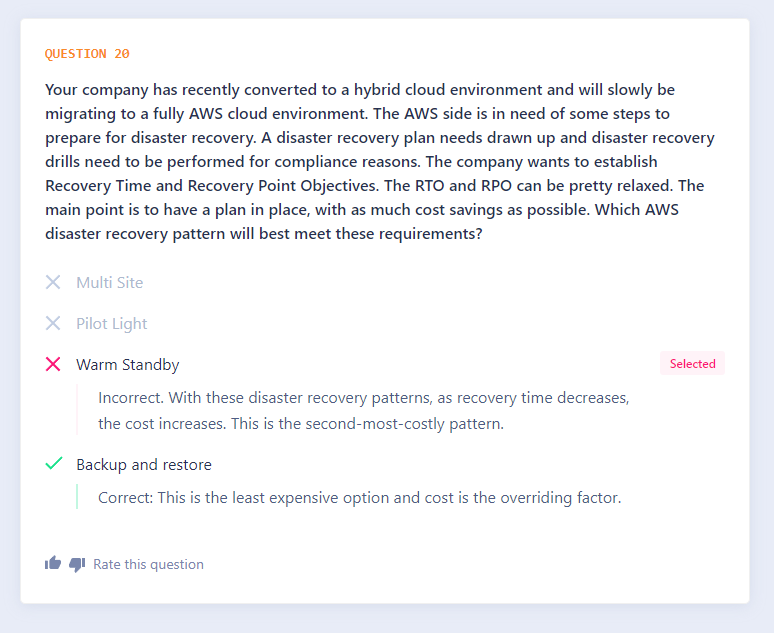 QUESTION 20
Your company has recently converted to a hybrid cloud environment and will slowly be
migrating to a fully AWS cloud environment. The AWS side is in need of some steps to
prepare for disaster recovery. A disaster recovery plan needs drawn up and disaster recovery
drills need to be performed for compliance reasons. The company wants to establish
Recovery Time and Recovery Point Objectives. The RTO and RPO can be pretty relaxed. The
main point is to have a plan in place, with as much cost savings as possible. Which AWS
disaster recovery pattern will best meet these requirements?
Multi Site
Pilot Light
Warm Standby
Selected
Incorrect. With these disaster recovery patterns, as recovery time decreases,
the cost increases. This is the second-most-costly pattern.
Backup and restore
Correct: This is the least expensive option and cost is the overriding factor.
Rate this question